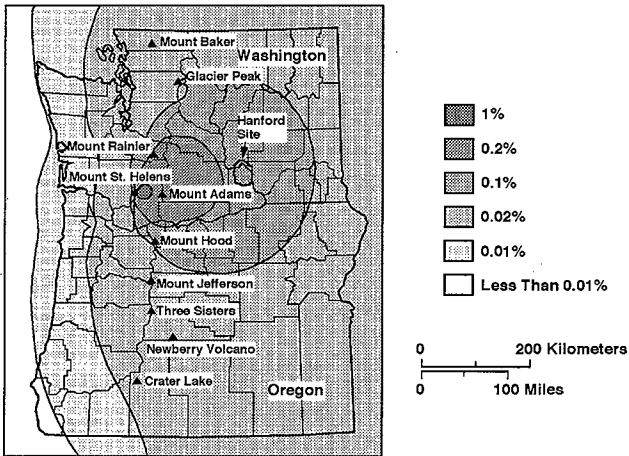 Mount Baker
Washington
Glacier Peak
Hanford
Site
Mount Rainier
Mount St. Helens
Mount Adams
Mount Hood
Mount Jefferson
Three Sisters
Newberry Volcano
Crater Lake
Oregon
1%
0.2%
0.1%
0.02%
0.01%
Less Than 0.01%
0 200 Kilometers
0 100 Miles